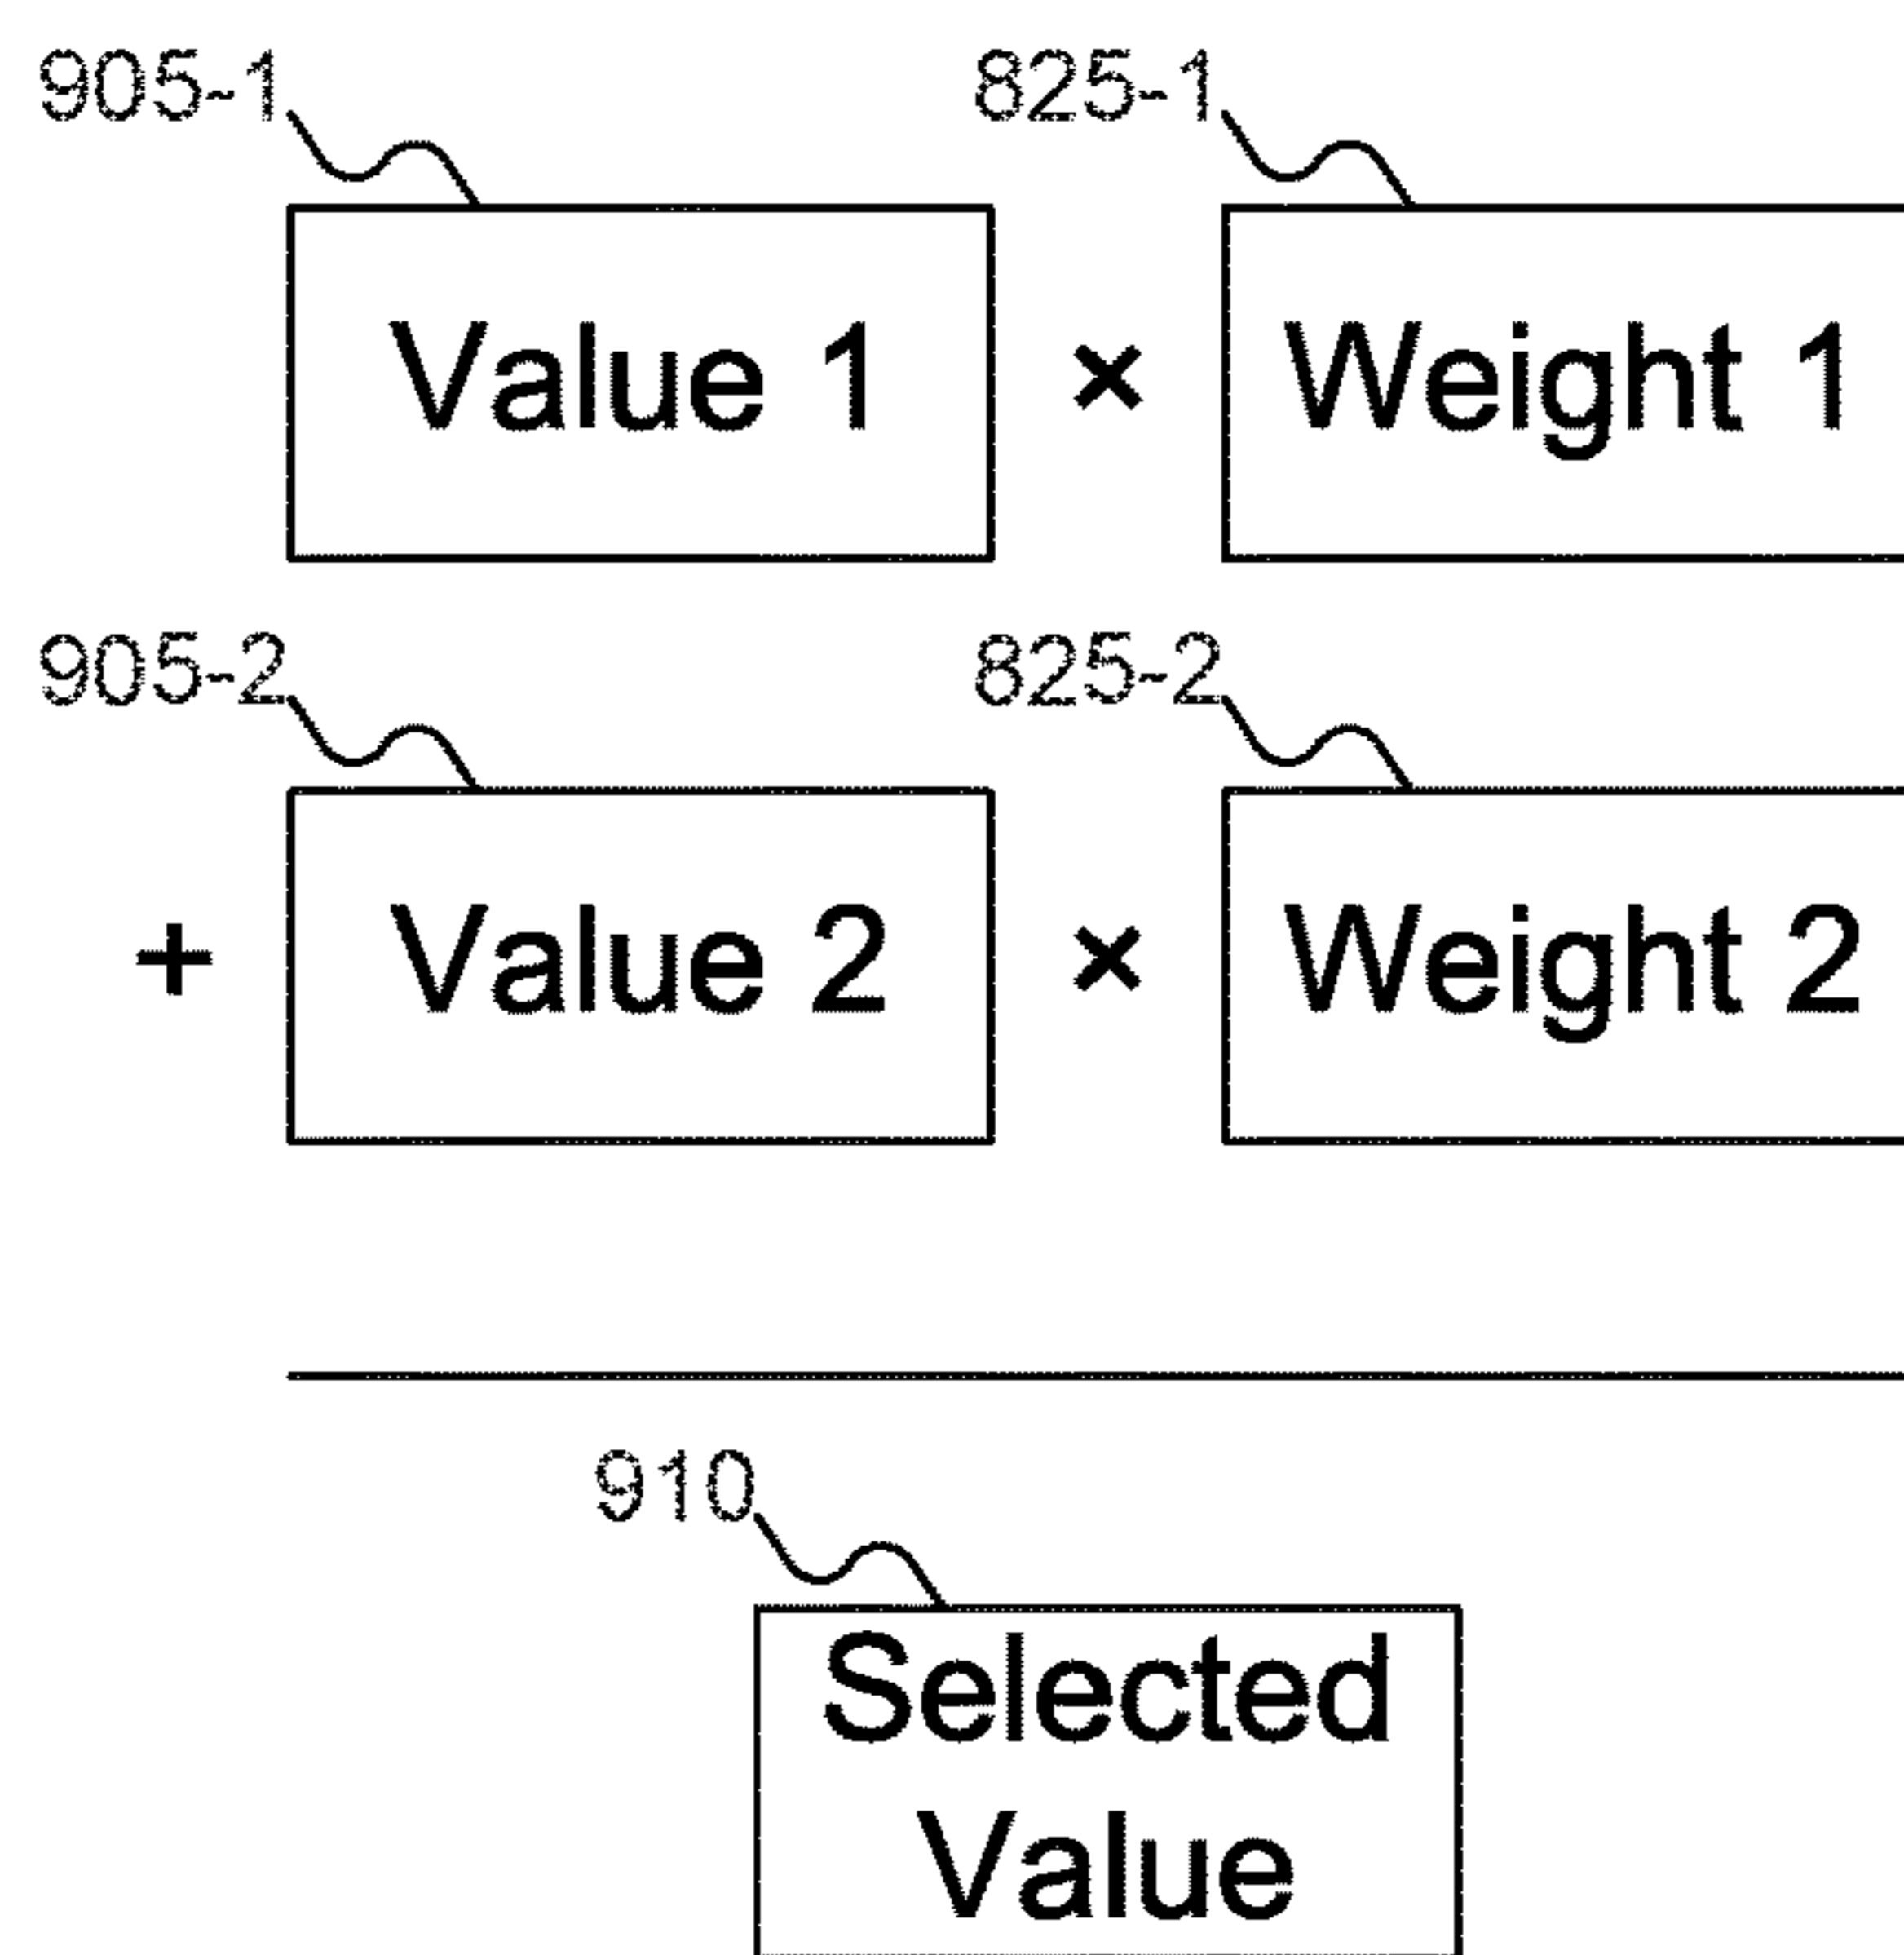 905-1 825-1
Value 1 × Weight 1
905-2 825-2
+ Value 2 × Weight 2
910
Selected
Value